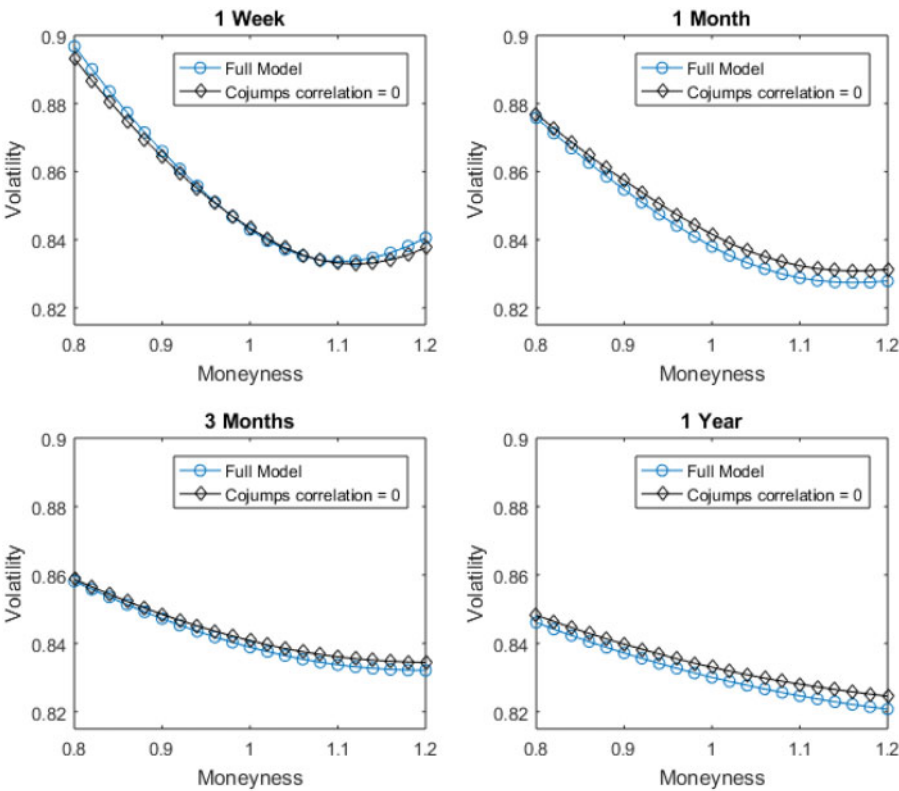 1 Week
0.9
0.88
0.86
0.84
0.82
Volatility
Full Model
Cojumps correlation = 0
0.8
0.9
1
1.1
1.2
Moneyness
1 Month
0.9
0.88
0.86
0.84
0.82
Volatility
Full Model
Cojumps correlation = 0
0.8
0.9
1
1.1
1.2
Moneyness
3 Months
0.9
0.88
0.86
0.84
0.82
Volatility
Full Model
Cojumps correlation = 0
0.8
0.9
1
1.1
1.2
Moneyness
1 Year
0.9
0.88
0.86
0.84
0.82
Volatility
Full Model
Cojumps correlation = 0
0.8
0.9
1
1.1
1.2
Moneyness